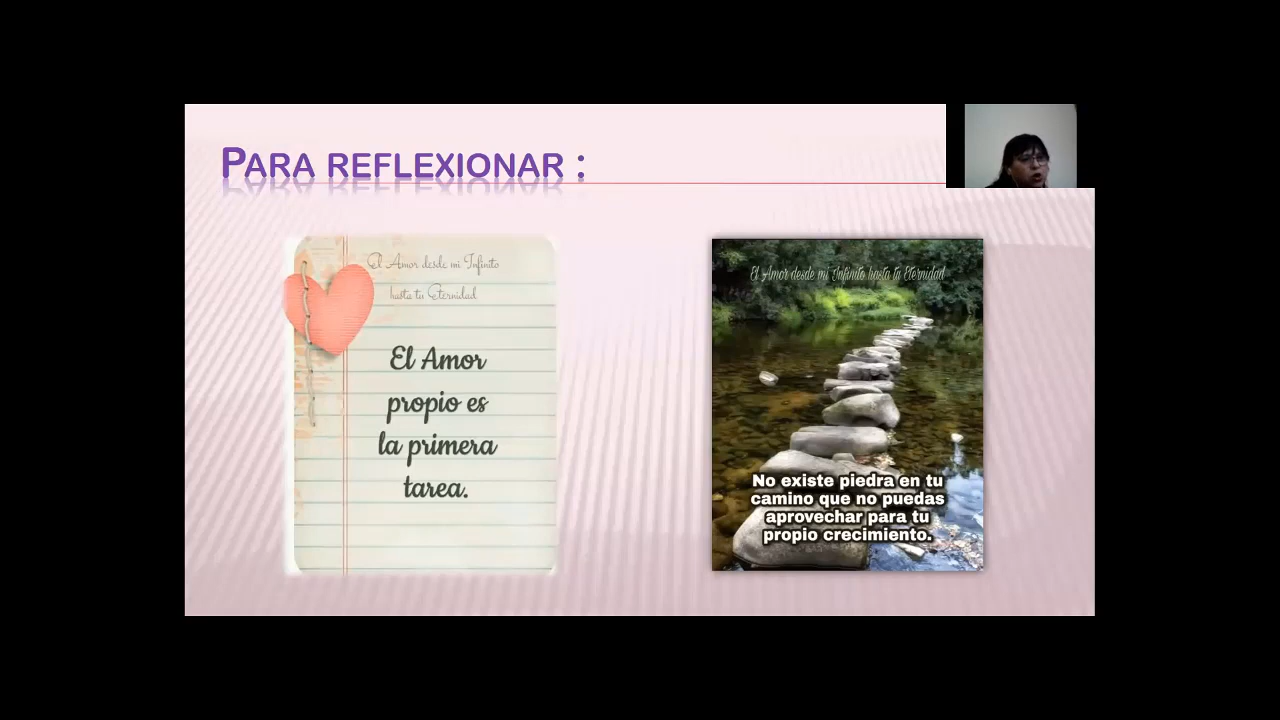 PARA REFLEXIONAR :
El Amor desde mi Infinito
hasta tu Eternidad
El Amor
propio es
la primera
tarea.
El Amor desde mi Infinito hasta tu Eternidad
No existe piedra en tu
camino que no puedas
aprovechar para tu
propio crecimiento.